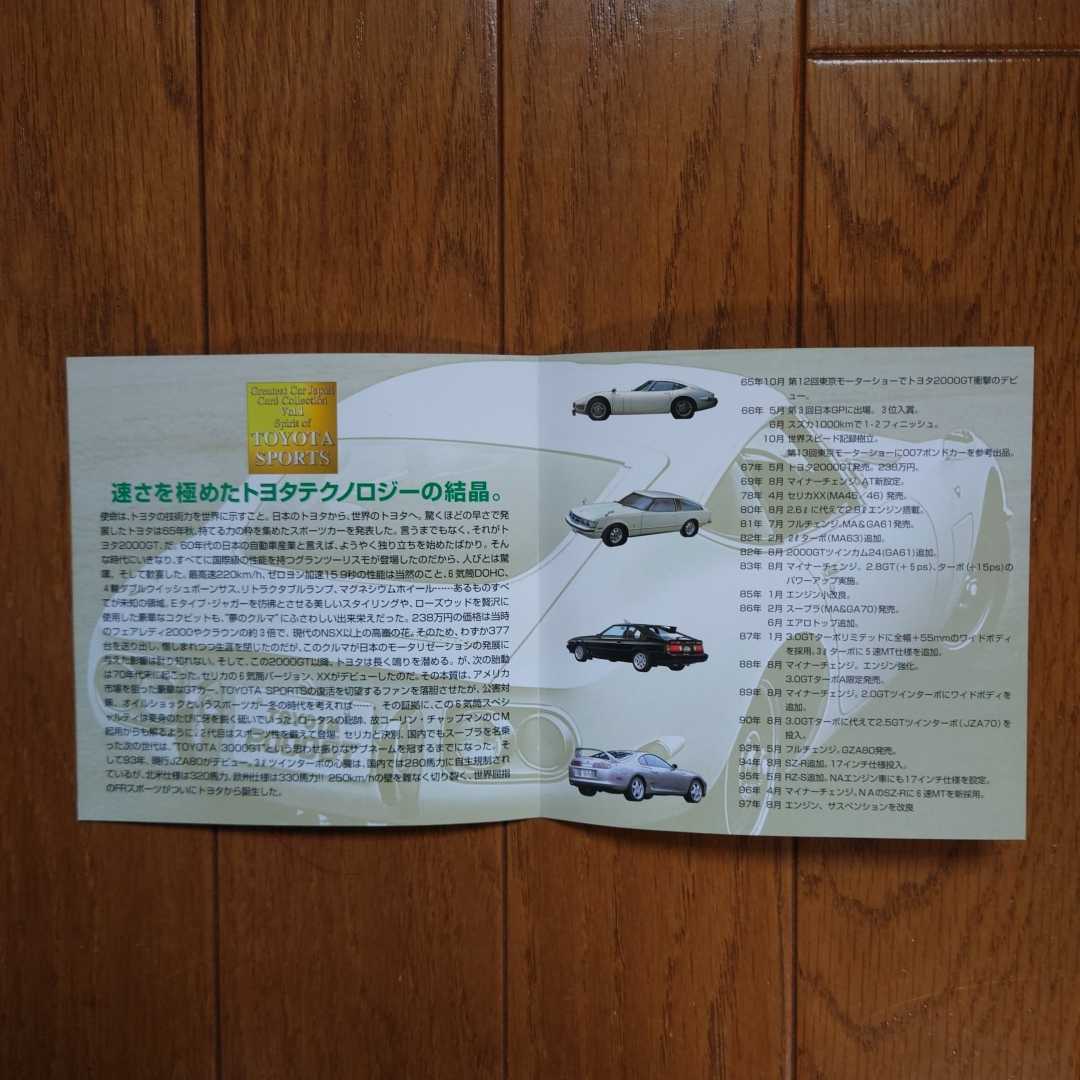 Greatest Car Japan
Card Collection
Vol.1
Spirit of
TOYOTA
SPORTS
速さを極めたトヨタテクノロジーの結晶。
使命は、トヨタの技術力を世界に示すこと。日本のトヨタから、世界のトヨタへ。驚くほどの早さで発
展したトヨタは65年秋、持てる力の粋を集めたスポーツカーを発表した。言うまでもなく、それがト
ヨタ2000GT、だ。60年代の日本の自動車産業と言えば、ようやく独り立ちを始めたばかり。そん
な時代にいきなり、すべてに国際級の性能を持つグランツーリスモが登場したのだから、人びとは驚
嘆、そして歓喜した。最高速220km/h、ゼロヨン加速15.9秒の性能は当然のこと、6気筒DOHC、
4輪ダブルウイッシュボーンサス、リトラクタブルランプ、マグネシウムホイール……あるものすべ
てが未知の領域。Eタイプ・ジャガーを彷彿とさせる美しいスタイリングや、ローズウッドを贅沢に
使用した豪華なコクピットも、“夢のクルマ”にふさわしい出来栄えだった。238万円の価格は当時
のフェアレディ2000やクラウンの約3倍で、現代のNSX以上の高嶺の花。そのため、わずか377
台を送り出し、惜しまれつつ生涯を閉じたのだが、このクルマが日本のモータリゼーションの発展に
与えた影響は計り知れない。そして、この2000GT以降、トヨタは長く鳴りを潜める。が、次の胎動
は70年代末に起こった。セリカの6気筒バージョン、XXがデビューしたのだ。その本質は、アメリカ
市場を狙った豪華なGTカー。TOYOTA SPORTSの復活を切望するファンを落胆させたが、公害対
策、オイルショックというスポーツカー冬の時代を考えれば……。その証拠に、この6気筒スペシ
ャルティは変身のたびに牙を鋭く砥いでいった。ロータスの総帥、故コーリン・チャップマンのCM
起用からも解るように、2代目はスポーツ性を鍛えて登場。セリカと決別、国内でもスープラを名乗
った次の世代は、“TOYOTA 3000GT”という思わせ振りなサブネームを冠するまでになった。そ
して93年、現行JZA80がデビュー。3ℓツインターボの心臓は、国内では280馬力に自主規制され
ているが、北米仕様は320馬力、欧州仕様は330馬力!! 250km/hの壁を難なく切り裂く、世界屈指
のFRスポーツがついにトヨタから誕生した。
65年10月 第12回東京モーターショーでトヨタ2000GT衝撃のデビ
ュー。
66年 5月 第3回日本GPに出場。3位入賞。
6月 スズカ1000kmで1-2フィニッシュ。
10月 世界スピード記録樹立。
第13回東京モーターショーに007ボンドカーを参考出品。
67年 5月 トヨタ2000GT発売。238万円。
69年 8月 マイナーチェンジ。AT新設定。
78年 4月 セリカXX(MA45/46)発売。
80年 8月 2.6ℓに代えて2.8ℓエンジン搭載。
81年 7月 フルチェンジ。MA&GA61発売。
82年 2月 2ℓターボ(MA63)追加。
82年 8月 2000GTツインカム24(GA61)追加。
83年 8月 マイナーチェンジ。2.8GT(+5ps)、ターボ(+15ps)の
パワーアップ実施。
85年 1月 エンジン小改良。
86年 2月 スープラ(MA&GA70)発売。
6月 エアロトップ追加。
87年 1月 3.0GTターボリミテッドに全幅+55mmのワイドボディ
を採用。3ℓターボに5速MT仕様を追加。
88年 8月 マイナーチェンジ。エンジン強化。
3.0GTターボA限定発売。
89年 8月 マイナーチェンジ。2.0GTツインターボにワイドボディを
追加。
90年 8月 3.0GTターボに代えて2.5GTツインターボ(JZA70)を
投入。
93年 5月 フルチェンジ。GZA80発売。
94年 8月 SZ-R追加。17インチ仕様投入。
95年 5月 RZ-S追加。NAエンジン車にも17インチ仕様を設定。
96年 4月 マイナーチェンジ。NAのSZ-Rに6速MTを新採用。
97年 8月 エンジン、サスペンションを改良